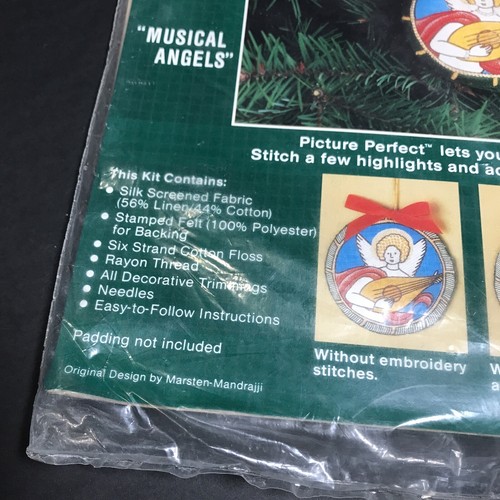 "MUSICAL
ANGELS"
Picture Perfect™ lets you
Stitch a few highlights and
This Kit Contains:
• Silk Screened Fabric
(56% Linen/44% Cotton)
• Stamped Felt (100% Polyester)
for Backing
• Six Strand Cotton Floss
• Rayon Thread
• All Decorative Trimmings
• Needles
• Easy-to-Follow Instructions
Padding not included
Original Design by Marsten-Mandrajji
Without embroidery
stitches.